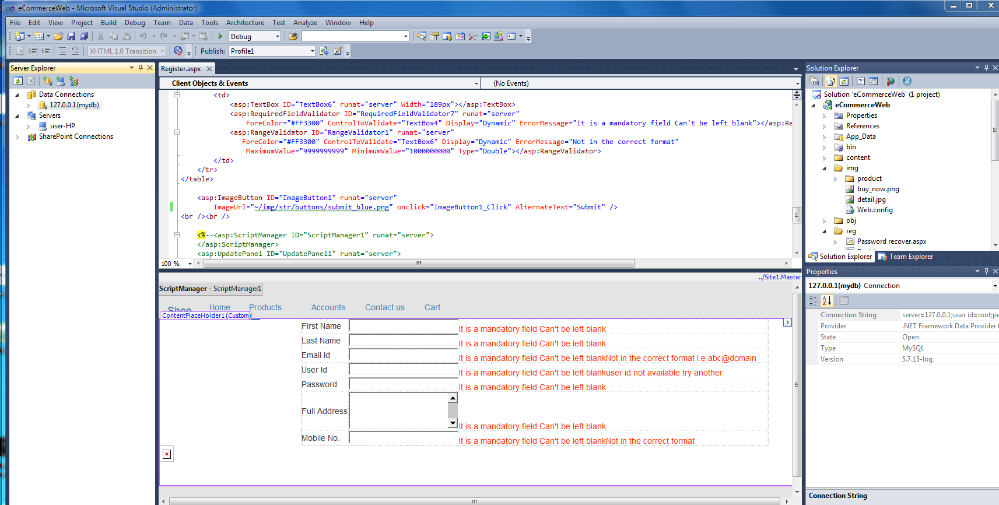 eCommerceWeb - Microsoft Visual Studio (Administrator)
File Edit View Project Build Debug Team Data Tools Architecture Test Analyze Window Help
Debug
XHTML 1.0 Transition Publish: Profile1
Server Explorer
Data Connections
127.0.0.1(mydb)
Servers
user-HP
SharePoint Connections
Register.aspx
Client Objects & Events (No Events)
<td>
<asp:TextBox ID="TextBox6" runat="server" Width="189px"></asp:TextBox>
<asp:RequiredFieldValidator ID="RequiredFieldValidator7" runat="server"
ForeColor="#FF3300" ControlToValidate="TextBox4" Display="Dynamic" ErrorMessage="It is a mandatory field Can't be left blank"></asp:Re
<asp:RangeValidator ID="RangeValidator1" runat="server"
ForeColor="#FF3300" ControlToValidate="TextBox6" Display="Dynamic" ErrorMessage="Not in the correct format"
MaximumValue="9999999999" MinimumValue="1000000000" Type="Double"></asp:RangeValidator>
</td>
</tr>
</table>
<asp:ImageButton ID="ImageButton1" runat="server"
ImageUrl="~/img/str/buttons/submit_blue.png" onclick="ImageButton1_Click" AlternateText="Submit" />
<br /><br />
<%--<asp:ScriptManager ID="ScriptManager1" runat="server">
</asp:ScriptManager>
<asp:UpdatePanel ID="UpdatePanel1" runat="server">
100 %
../Site1.Master
ScriptManager - ScriptManager1
Shop Home Products Accounts Contact us Cart
ContentPlaceHolder1 (Custom)
First Name It is a mandatory field Can't be left blank
Last Name It is a mandatory field Can't be left blank
Email Id It is a mandatory field Can't be left blankNot in the correct format i.e abc@domain
User Id It is a mandatory field Can't be left blankuser id not available try another
Password It is a mandatory field Can't be left blank
Full Address It is a mandatory field Can't be left blank
Mobile No. It is a mandatory field Can't be left blankNot in the correct format
Solution Explorer
Solution 'eCommerceWeb' (1 project)
eCommerceWeb
Properties
References
App_Data
bin
content
img
product
buy_now.png
detail.jpg
Web.config
obj
reg
Password recover.aspx
Solution Explorer Team Explorer
Properties
127.0.0.1(mydb) Connection
Connection String server=127.0.0.1;user id=root;pe
Provider .NET Framework Data Provider f
State Open
Type MySQL
Version 5.7.15-log
Connection String